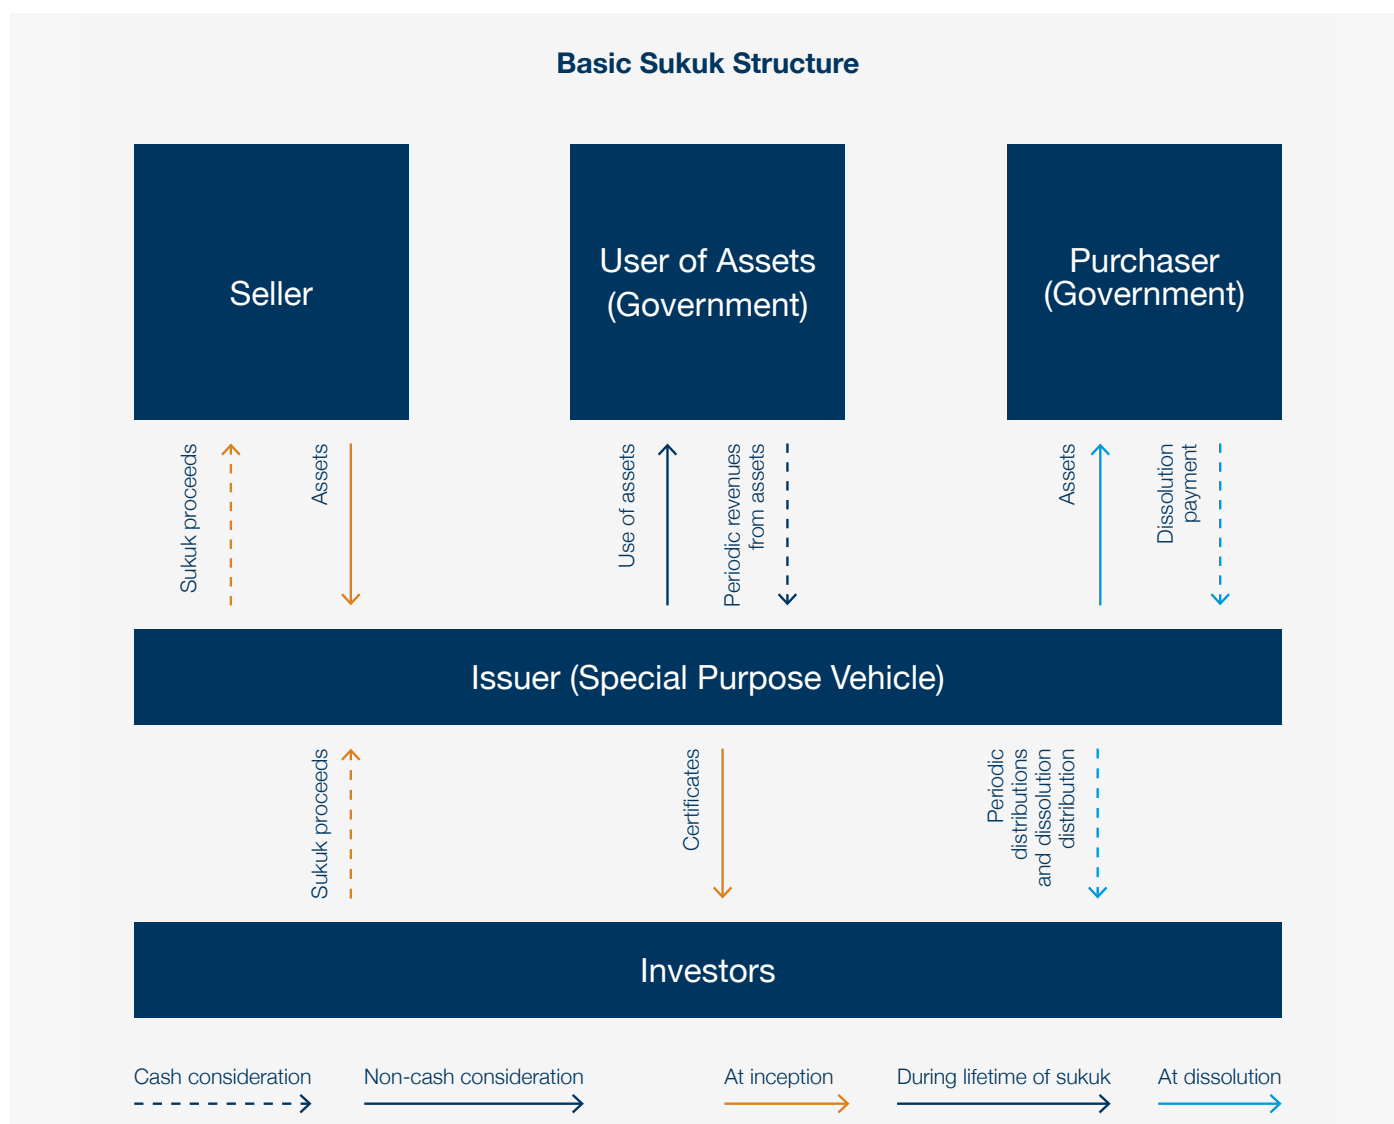 Basic Sukuk Structure
Seller
User of Assets
(Government)
Purchaser
(Government)
Sukuk proceeds
Assets
Use of assets
Periodic revenues
from assets
Assets
Dissolution
payment
Issuer (Special Purpose Vehicle)
Sukuk proceeds
Certificates
Periodic
distributions
and dissolution
distribution
Investors
Cash consideration
Non-cash consideration
At inception
During lifetime of sukuk
At dissolution